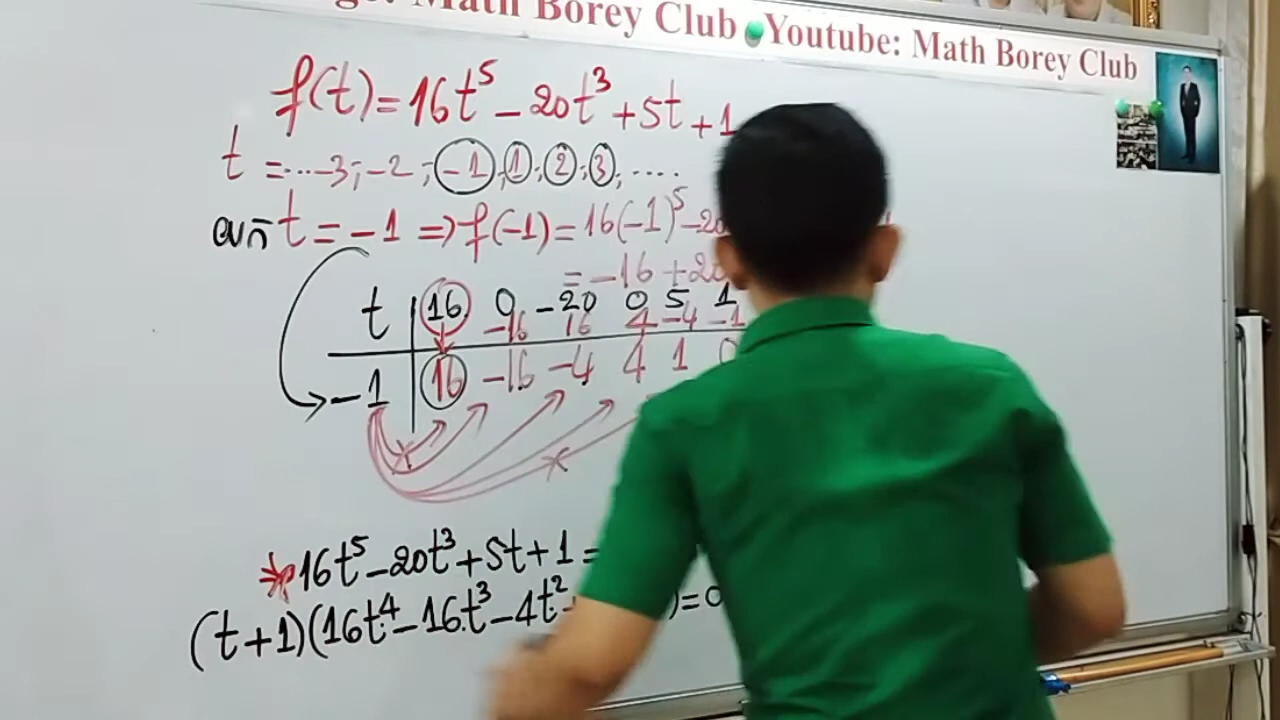 Math Borey Club Youtube: Math Borey Club
f(t)=16t⁵ - 20t³ +5t +1
t =...-3;-2;-1;1;2;3,....
t=-1 ⇒ f(-1)=16(-1)⁵-20
=-16+20
t 16 0 -20 0 5 1
-16 16 4 -4 -1
-1 16 -16 -4 4 1 0
*16t⁵-20t³+5t+1=
(t+1)(16t⁴-16t³-4t² )=0